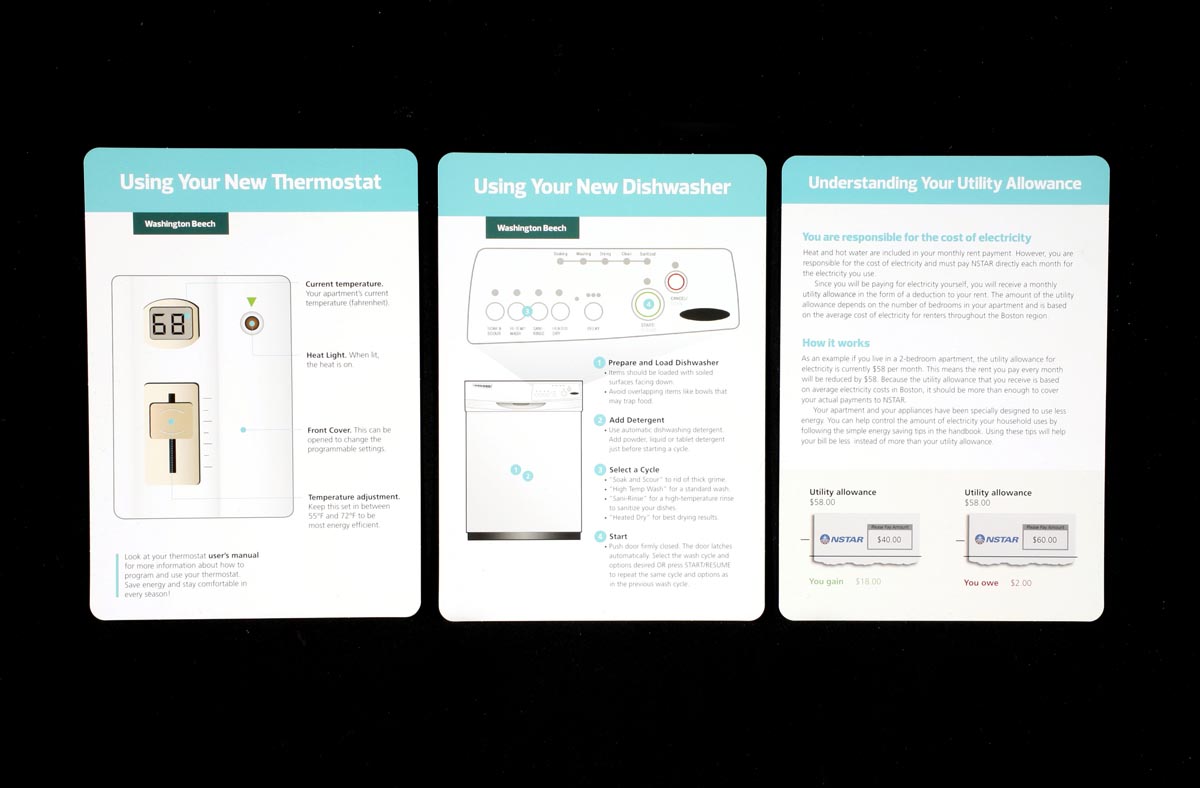 Using Your New Thermostat
Washington Beech
68
Current temperature.
Your apartment's current
temperature (fahrenheit).
Heat Light. When lit,
the heat is on.
Front Cover. This can be
opened to change the
programmable settings.
Temperature adjustment.
Keep this set in between
55°F and 72°F to be
most energy efficient.
Look at your thermostat user's manual
for more information about how to
program and use your thermostat.
Save energy and stay comfortable in
every season!
Using Your New Dishwasher
Washington Beech
Washing Drying Clean Sanitized
CANCEL
3
4
START
SOAK &
SCOUR
HI-TEMP
WASH
SANI
RINSE
HEATED
DRY
DELAY
1
2
1 Prepare and Load Dishwasher
• Items should be loaded with soiled
surfaces facing down.
• Avoid overlapping items like bowls that
may trap food.
2 Add Detergent
• Use automatic dishwashing detergent.
Add powder, liquid or tablet detergent
just before starting a cycle.
3 Select a Cycle
• "Soak and Scour" to rid of thick grime.
• "High Temp Wash" for a standard wash.
• "Sani-Rinse" for a high-temperature rinse
to sanitize your dishes.
• "Heated Dry" for best drying results.
4 Start
• Push door firmly closed. The door latches
automatically. Select the wash cycle and
options desired OR press START/RESUME
to repeat the same cycle and options as
in the previous wash cycle.
Understanding Your Utility Allowance
You are responsible for the cost of electricity
Heat and hot water are included in your monthly rent payment. However, you are
responsible for the cost of electricity and must pay NSTAR directly each month for
the electricity you use.
Since you will be paying for electricity yourself, you will receive a monthly
utility allowance in the form of a deduction to your rent. The amount of the utility
allowance depends on the number of bedrooms in your apartment and is based
on the average cost of electricity for renters throughout the Boston region.
How it works
As an example if you live in a 2-bedroom apartment, the utility allowance for
electricity is currently $58 per month. This means the rent you pay every month
will be reduced by $58. Because the utility allowance that you receive is based
on average electricity costs in Boston, it should be more than enough to cover
your actual payments to NSTAR.
Your apartment and your appliances have been specially designed to use less
energy. You can help control the amount of electricity your household uses by
following the simple energy saving tips in the handbook. Using these tips will help
your bill be less instead of more than your utility allowance.
Utility allowance
$58.00
Please Pay Amount
NSTAR
$40.00
You gain $18.00
Utility allowance
$58.00
Please Pay Amount
NSTAR
$60.00
You owe $2.00